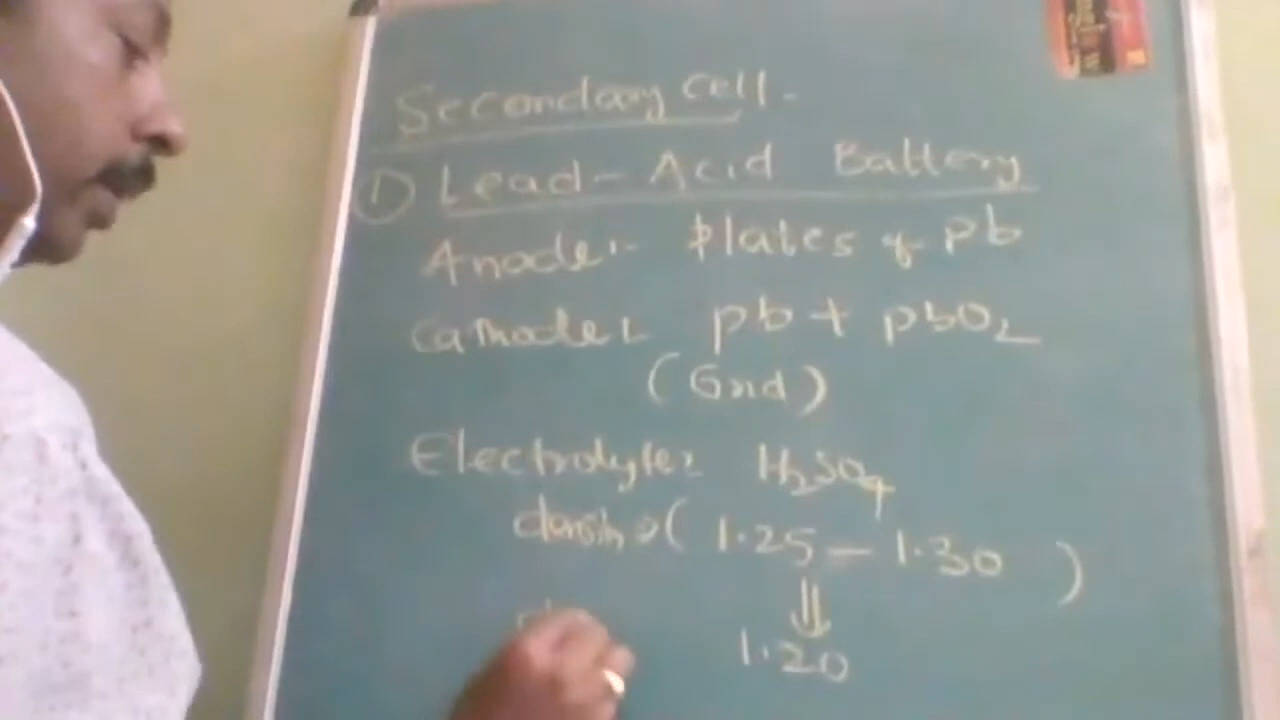 Secondary cell.
① Lead - Acid Battery
Anode:- Plates of pb
Cathode: pb + pbO₂
(Grid)
Electrolyte: H₂SO₄
density (1.25 - 1.30)
⇓
1.20